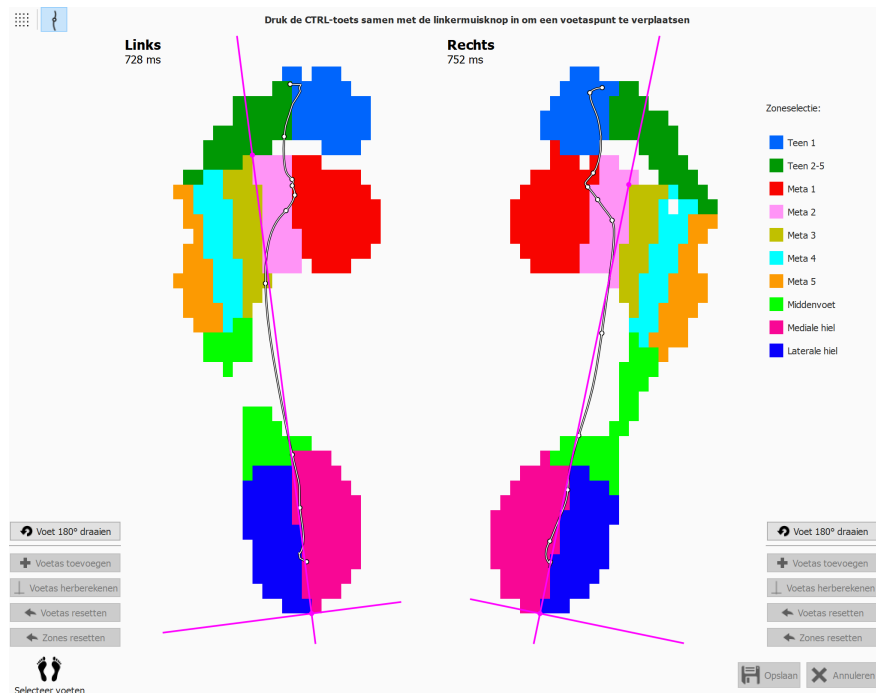 Druk de CTRL-toets samen met de linkermuisknop in om een voetaspunt te verplaatsen
Links
728 ms
Rechts
752 ms
Zoneselectie:
Teen 1
Teen 2-5
Meta 1
Meta 2
Meta 3
Meta 4
Meta 5
Middenvoet
Mediale hiel
Laterale hiel
Voet 180° draaien
Voetas toevoegen
Voetas herberekenen
Voetas resetten
Zones resetten
Voet 180° draaien
Voetas toevoegen
Voetas herberekenen
Voetas resetten
Zones resetten
Selecteer voeten
Opslaan
Annuleren